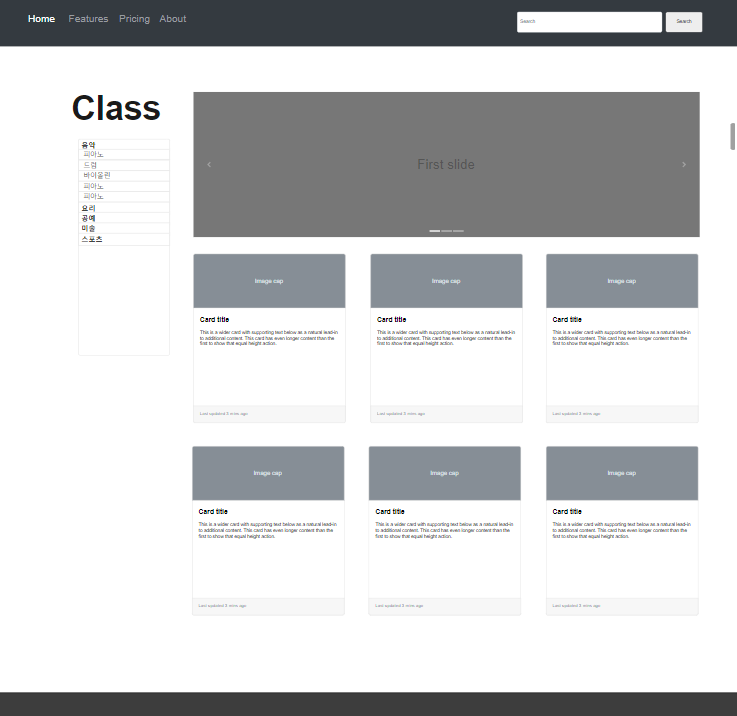 Home Features Pricing About
Search Search
Class
음악
피아노
드럼
바이올린
피아노
피아노
요리
공예
미술
스포츠
First slide
Image cap Image cap Image cap
Card title Card title Card title
This is a wider card with supporting text below as a natural lead-in
to additional content. This card has even longer content than the
first to show that equal height action.
This is a wider card with supporting text below as a natural lead-in
to additional content. This card has even longer content than the
first to show that equal height action.
This is a wider card with supporting text below as a natural lead-in
to additional content. This card has even longer content than the
first to show that equal height action.
Last updated 3 mins ago Last updated 3 mins ago Last updated 3 mins ago
Image cap Image cap Image cap
Card title Card title Card title
This is a wider card with supporting text below as a natural lead-in
to additional content. This card has even longer content than the
first to show that equal height action.
This is a wider card with supporting text below as a natural lead-in
to additional content. This card has even longer content than the
first to show that equal height action.
This is a wider card with supporting text below as a natural lead-in
to additional content. This card has even longer content than the
first to show that equal height action.
Last updated 3 mins ago Last updated 3 mins ago Last updated 3 mins ago